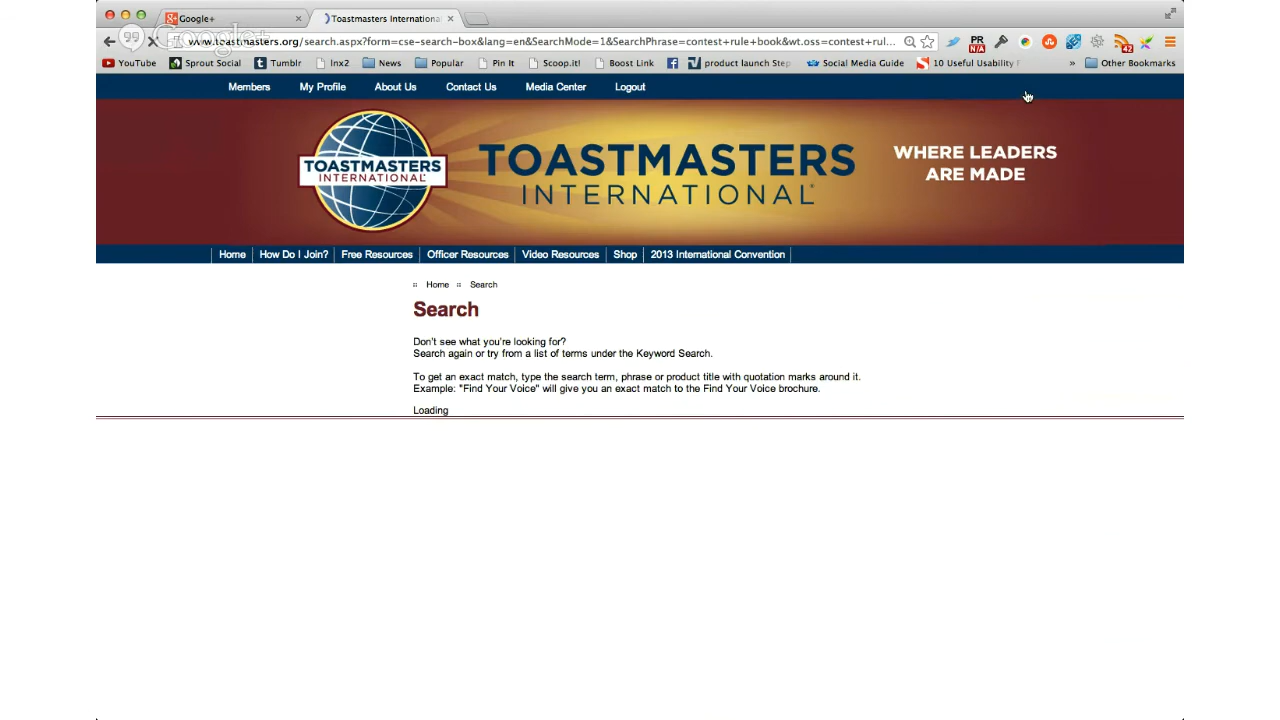 Google+
Toastmasters International
Google+
www.toastmasters.org/search.aspx?form=cse-search-box&lang=en&SearchMode=1&SearchPhrase=contest+rule+book&wt.oss=contest+rul...
PR
N/A
42
YouTube Sprout Social Tumblr Inx2 News Popular Pin It Scoop.it! Boost Link product launch Step Social Media Guide 10 Useful Usability F » Other Bookmarks
Members My Profile About Us Contact Us Media Center Logout
TOASTMASTERS
INTERNATIONAL
TOASTMASTERS
INTERNATIONAL
WHERE LEADERS
ARE MADE
Home How Do I Join? Free Resources Officer Resources Video Resources Shop 2013 International Convention
Home Search
Search
Don't see what you're looking for?
Search again or try from a list of terms under the Keyword Search.
To get an exact match, type the search term, phrase or product title with quotation marks around it.
Example: "Find Your Voice" will give you an exact match to the Find Your Voice brochure.
Loading